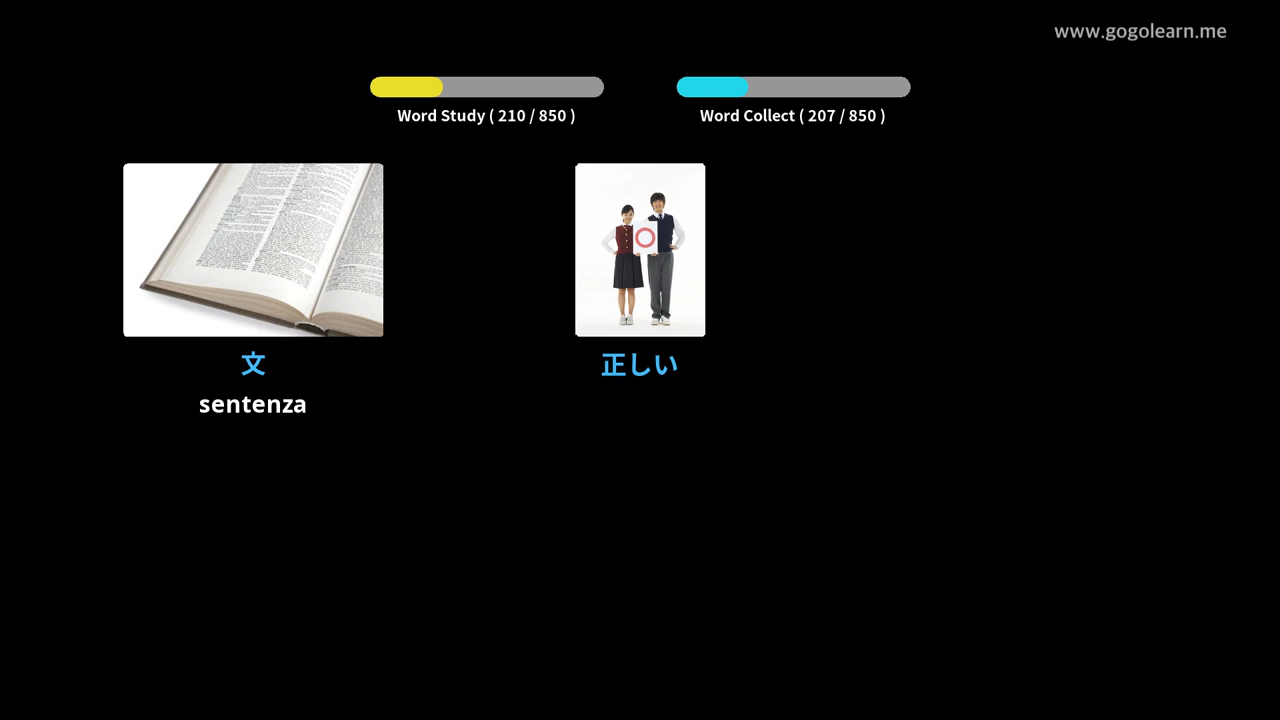 www.gogolearn.me
Word Study ( 210 / 850 )
Word Collect ( 207 / 850 )
文
sentenza
正しい